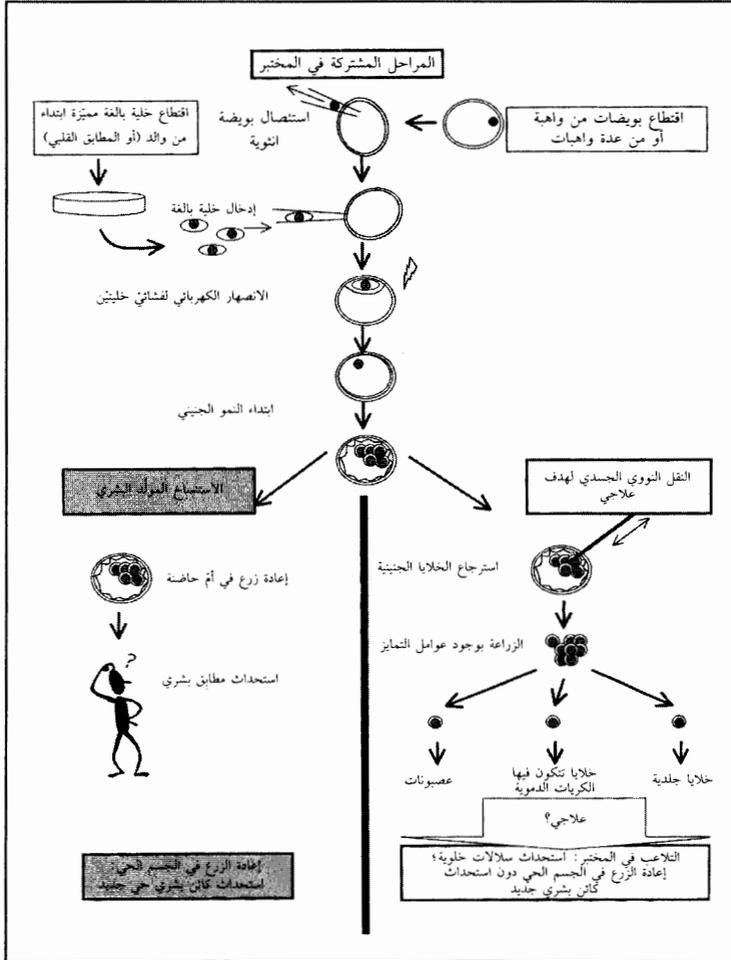 المراحل المشتركة في المختبر
اقتطاع بويضات من واهبة
أو من عدة واهبات
استئصال بويضة
انثوية
اقتطاع خلية بالغة مميّزة ابتداء
من والد (أو المطابق القلبي)
إدخال خلية بالغة
الانصهار الكهربائي لغشائيّ خليتيْن
ابتداء النمو الجنيني
النقل النووي الجسدي لهدف
علاجي
استرجاع الخلايا الجنينية
الزراعة بوجود عوامل التمايز
خلايا جلدية
خلايا تتكون فيها
الكريات الدموية
عصبونات
علاجي؟
التلاعب في المختبر: استحداث سلالات خلوية؛
إعادة الزرع في الجسم الحي دون استحداث
كائن بشري جديد
الاستنساخ المولّد البشري
إعادة زرع في أمّ حاضنة
?
استحداث مطابق بشري
إعادة الزرع في الجسم الحي:
استحداث كائن بشري حي جديد